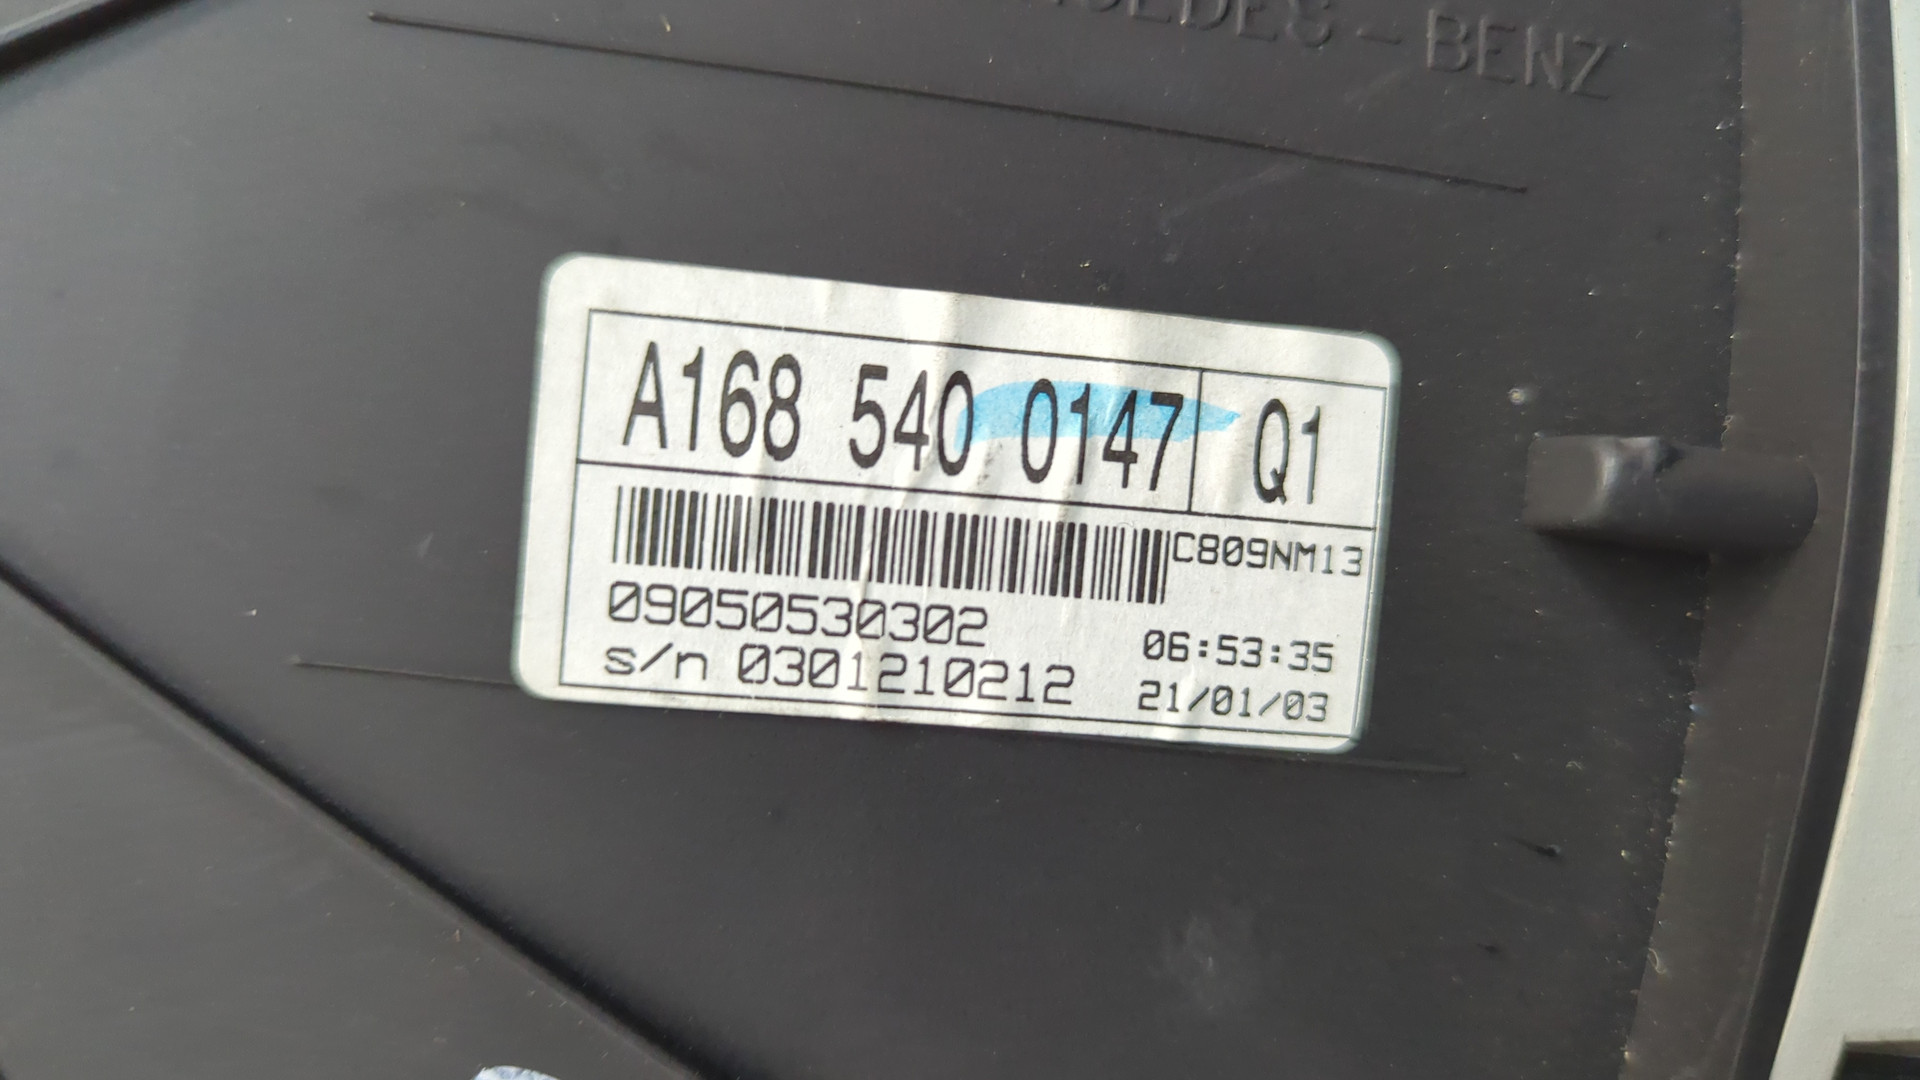 -BENZ
A168 540 0147 Q1
C809NM13
09050530302
06:53:35
s/n 0301210212
21/01/03